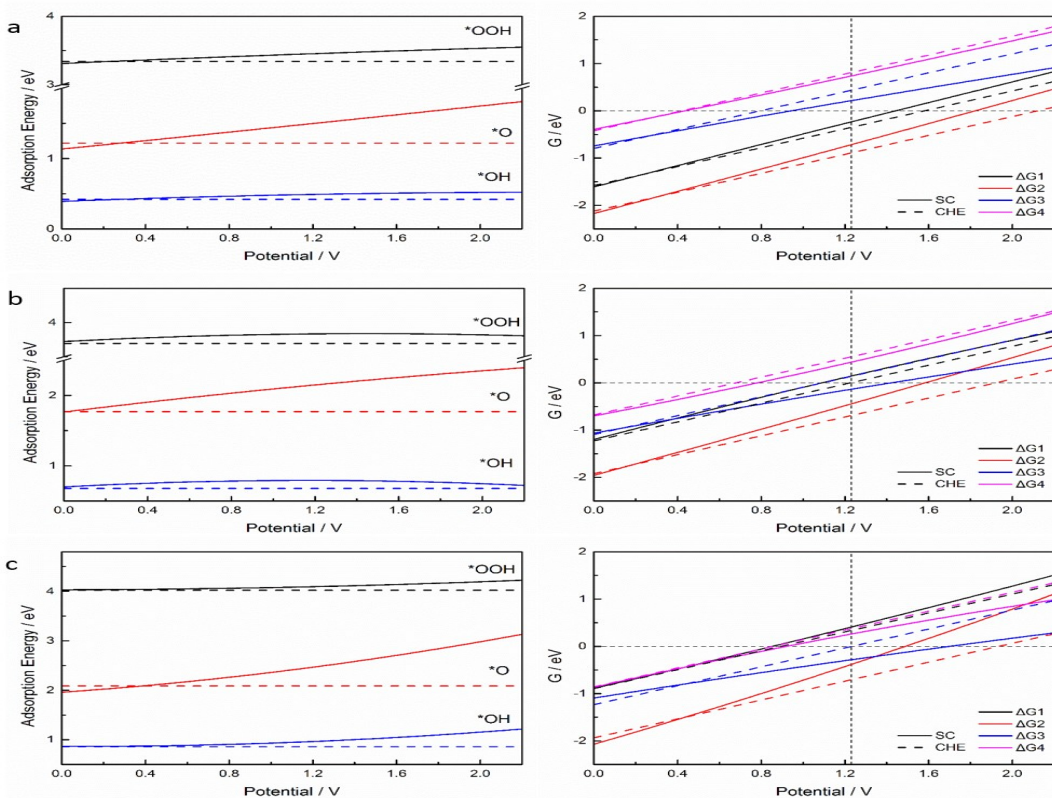 a
4
3
1
0
Adsorption Energy / eV
*OOH
*O
*OH
0.0 0.4 0.8 1.2 1.6 2.0
Potential / V
2
1
0
-1
-2
G / eV
SC
CHE
ΔG1
ΔG2
ΔG3
ΔG4
0.0 0.4 0.8 1.2 1.6 2.0
Potential / V
b
4
2
1
Adsorption Energy / eV
*OOH
*O
*OH
0.0 0.4 0.8 1.2 1.6 2.0
Potential / V
2
1
0
-1
-2
G / eV
SC
CHE
ΔG1
ΔG2
ΔG3
ΔG4
0.0 0.4 0.8 1.2 1.6 2.0
Potential / V
c
4
3
2
1
Adsorption Energy / eV
*OOH
*O
*OH
0.0 0.4 0.8 1.2 1.6 2.0
Potential / V
2
1
0
-1
-2
G / eV
SC
CHE
ΔG1
ΔG2
ΔG3
ΔG4
0.0 0.4 0.8 1.2 1.6 2.0
Potential / V